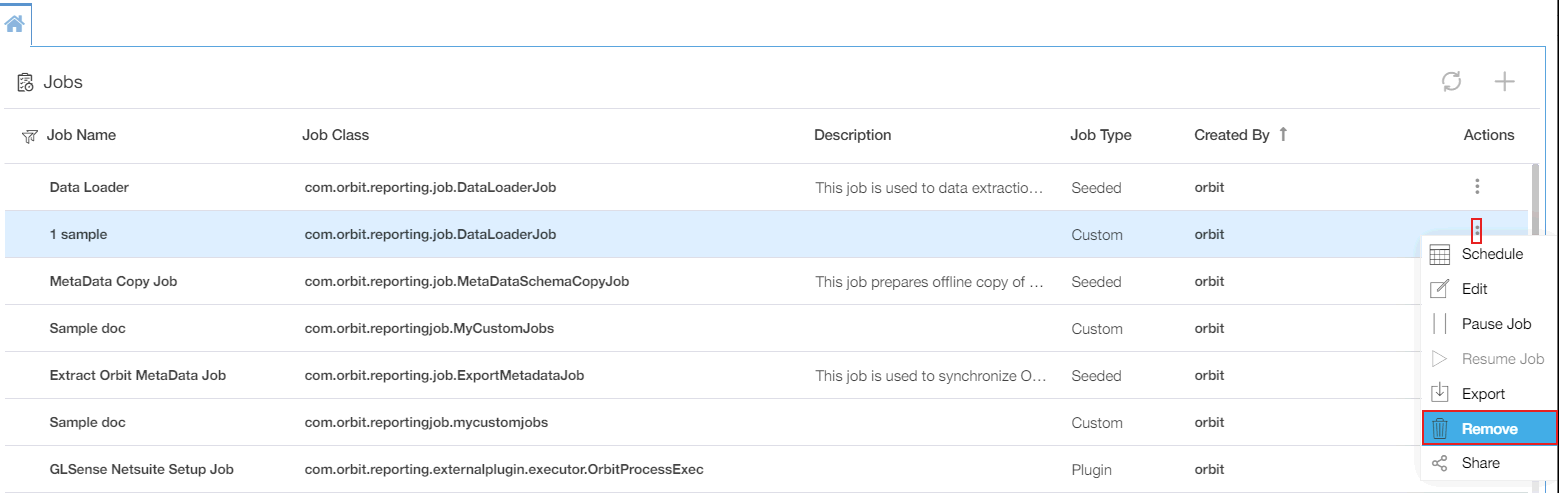 Jobs
Job Name Job Class Description Job Type Created By Actions
Data Loader com.orbit.reporting.job.DataLoaderJob This job is used to data extractio... Seeded orbit
1 sample com.orbit.reporting.job.DataLoaderJob Custom orbit
Schedule
MetaData Copy Job com.orbit.reporting.job.MetaDataSchemaCopyJob This job prepares offline copy of ... Seeded orbit
Edit
Sample doc com.orbit.reportingjob.MyCustomJobs Custom orbit
Pause Job
Resume Job
Extract Orbit MetaData Job com.orbit.reporting.job.ExportMetadataJob This job is used to synchronize O... Seeded orbit
Export
Sample doc com.orbit.reportingjob.mycustomjobs Custom orbit
Remove
GLSense Netsuite Setup Job com.orbit.reporting.externalplugin.executor.OrbitProcessExec Plugin orbit
Share